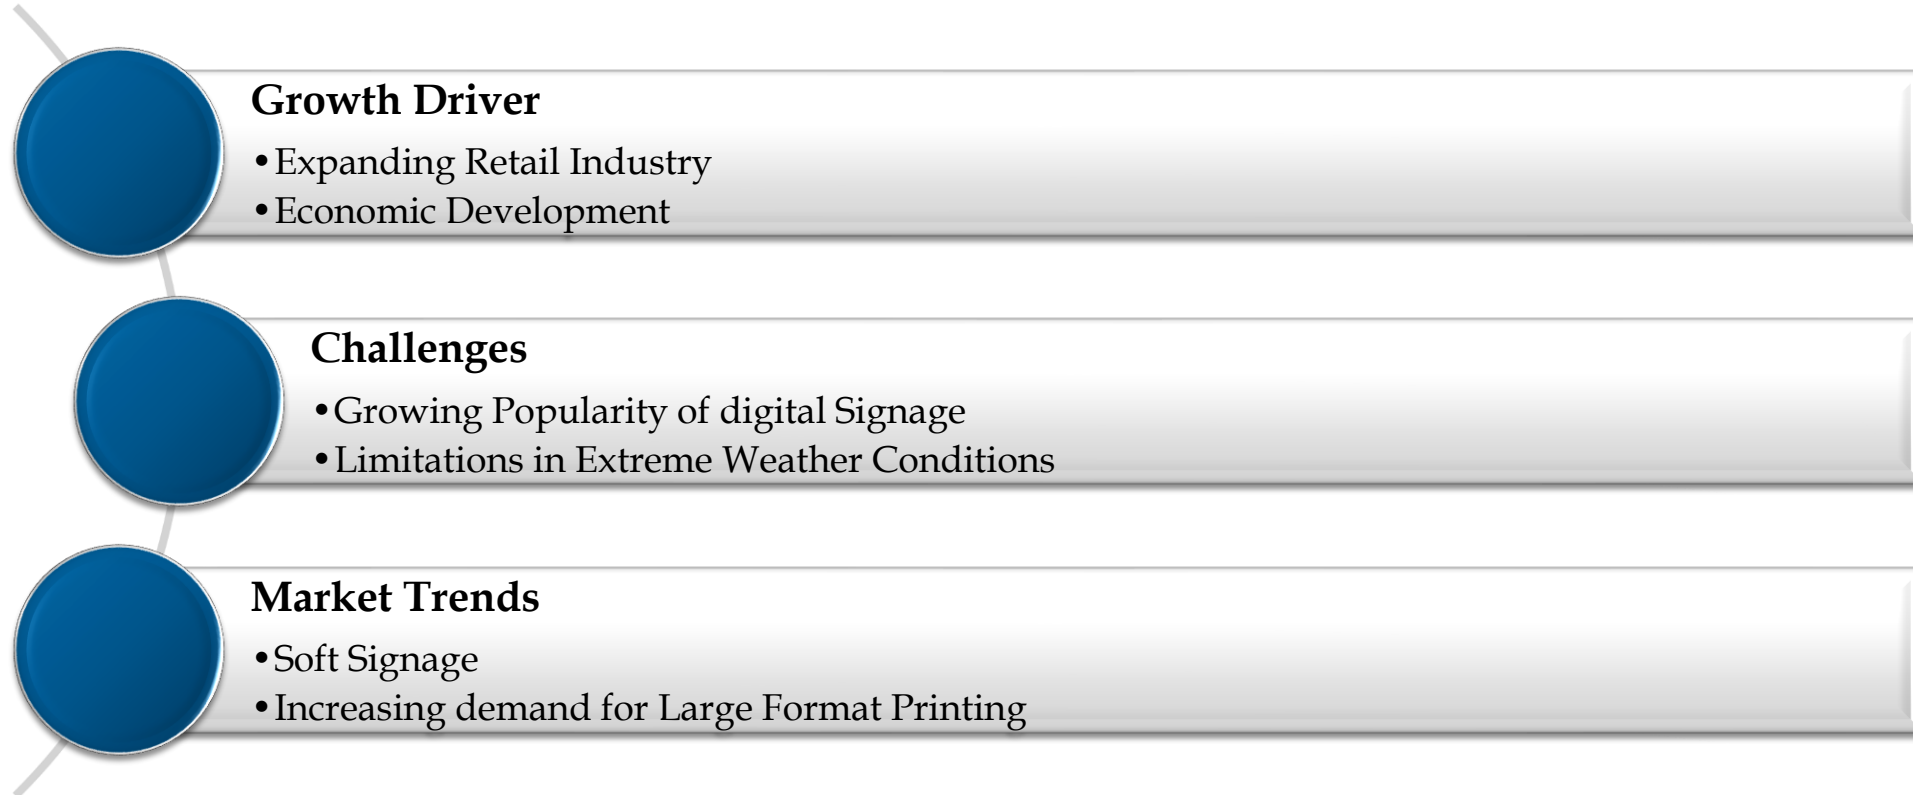 Growth Driver
•Expanding Retail Industry
•Economic Development
Challenges
•Growing Popularity of digital Signage
•Limitations in Extreme Weather Conditions
Market Trends
•Soft Signage
•Increasing demand for Large Format Printing